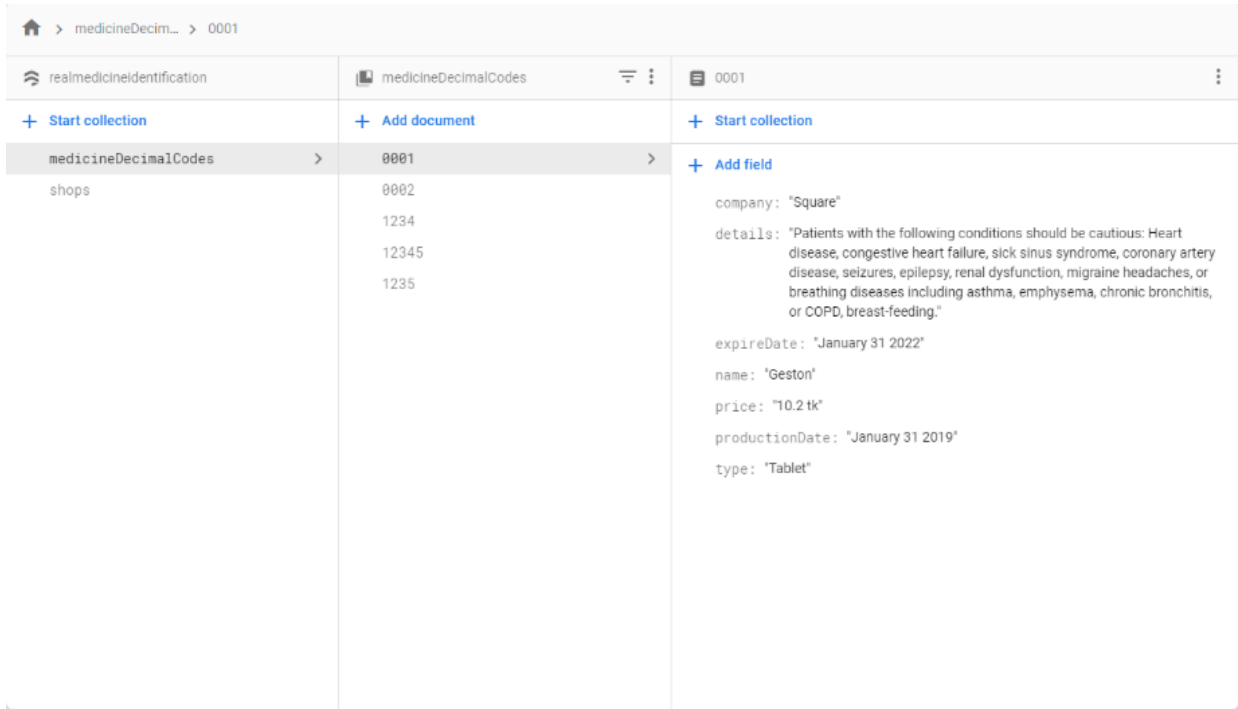 medicineDecim... > 0001
realmedicineidentification
medicineDecimalCodes
0001
+ Start collection
+ Add document
+ Start collection
medicineDecimalCodes >
shops
0001 >
0002
1234
12345
1235
+ Add field
company: "Square"
details: "Patients with the following conditions should be cautious: Heart
disease, congestive heart failure, sick sinus syndrome, coronary artery
disease, seizures, epilepsy, renal dysfunction, migraine headaches, or
breathing diseases including asthma, emphysema, chronic bronchitis,
or COPD, breast-feeding."
expireDate: "January 31 2022"
name: "Geston"
price: "10.2 tk"
productionDate: "January 31 2019"
type: "Tablet"